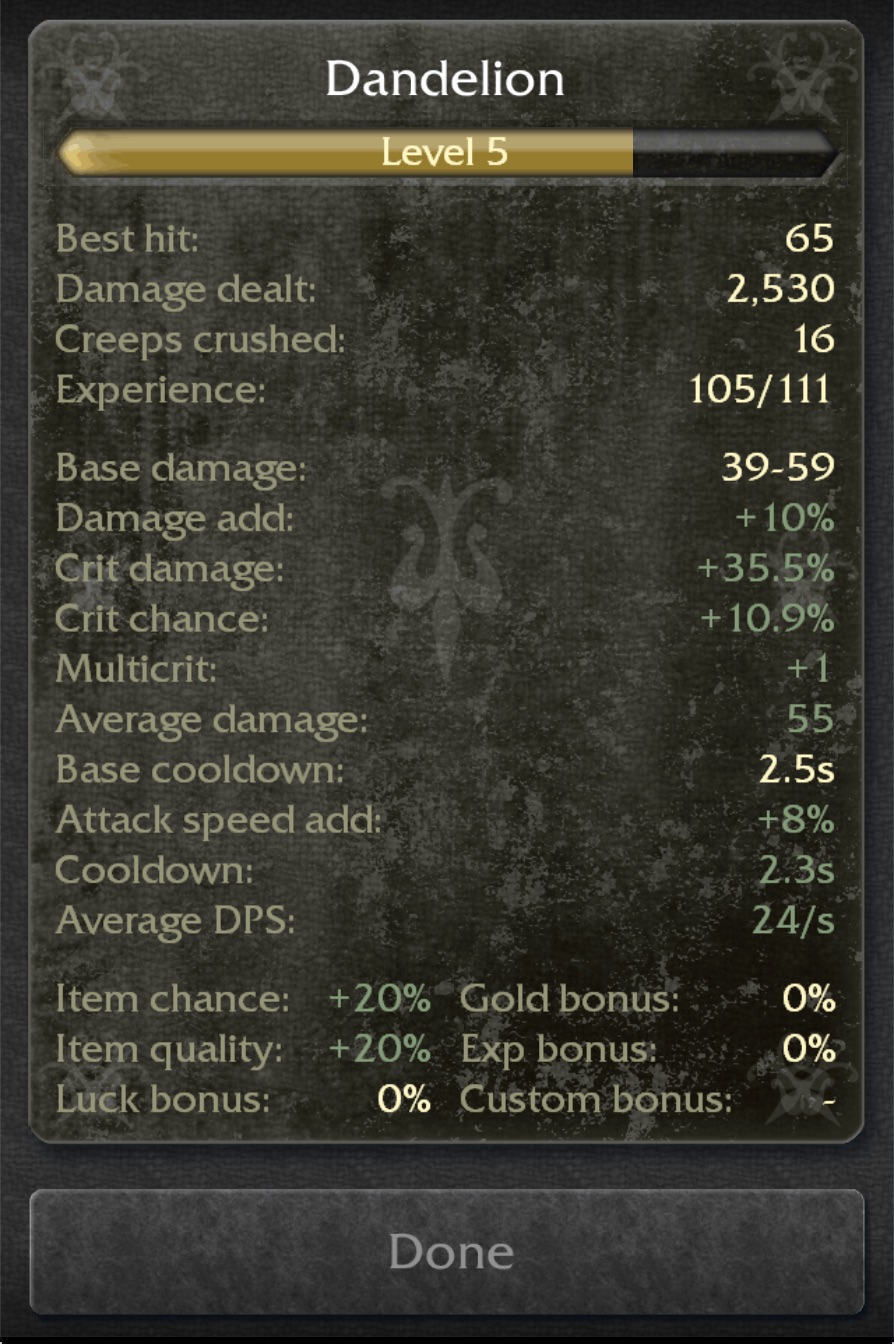 Dandelion
Level 5
Best hit: 65
Damage dealt: 2,530
Creeps crushed: 16
Experience: 105/111
Base damage: 39-59
Damage add: +10%
Crit damage: +35.5%
Crit chance: +10.9%
Multicrit: +1
Average damage: 55
Base cooldown: 2.5s
Attack speed add: +8%
Cooldown: 2.3s
Average DPS: 24/s
Item chance: +20% Gold bonus: 0%
Item quality: +20% Exp bonus: 0%
Luck bonus: 0% Custom bonus: -
Done